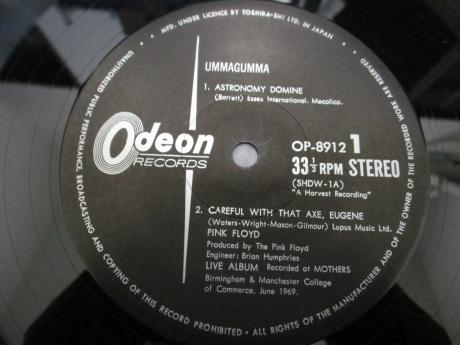 MFD. UNDER LICENCE BY TOSHIBA-EMI LTD. IN JAPAN
UNAUTHORIZED PUBLIC PERFORMANCE, BROADCASTING AND COPYING OF THIS RECORD PROHIBITED • ALL RIGHTS OF THE MANUFACTURER AND OF THE OWNER OF THE RECORDED WORK ARE RESERVED
UMMAGUMMA
1. ASTRONOMY DOMINE
(Barrett) Essex International. Mecolico.
Odeon
RECORDS
OP-8912 1
33 1/3 RPM STEREO
(SHDW-1A)
"A Harvest Recording"
2. CAREFUL WITH THAT AXE, EUGENE
(Waters-Wright-Mason-Gilmour) Lupus Music Ltd.
PINK FLOYD
Produced by The Pink Floyd
Engineer: Brian Humphries
LIVE ALBUM Recorded at MOTHERS
Birmingham & Manchester College
of Commerce, June 1969.